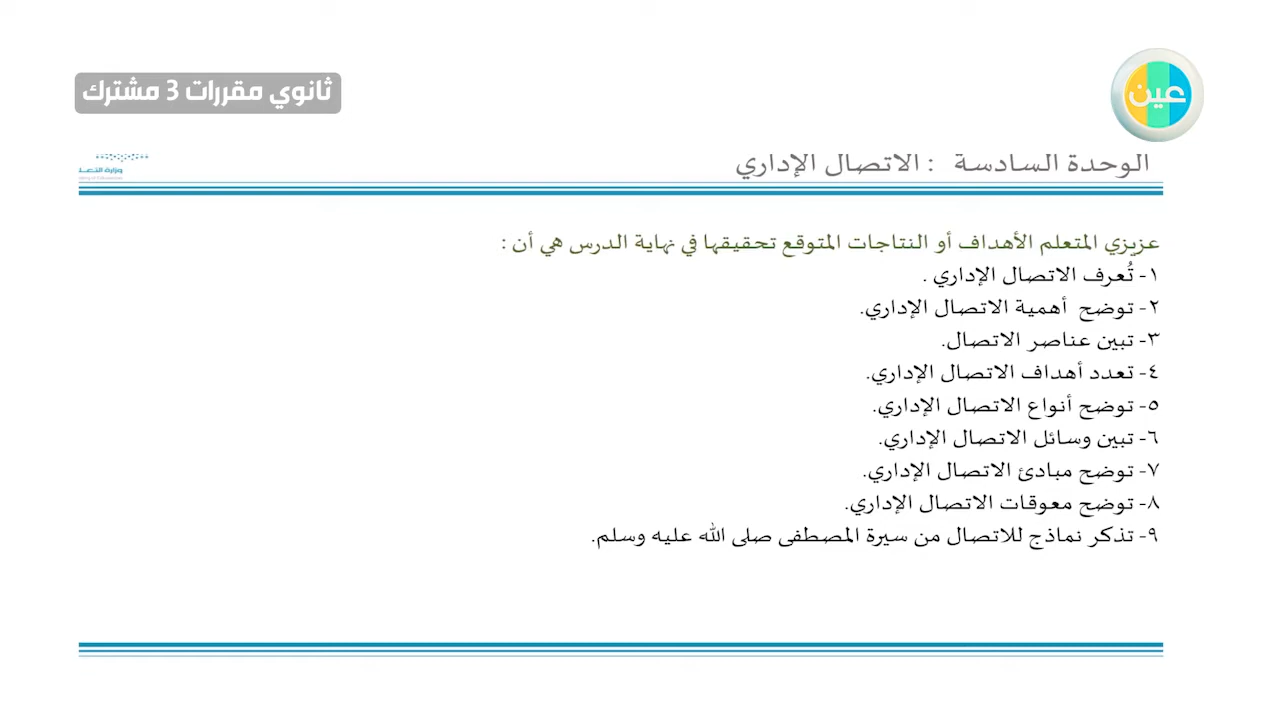 ثانوي مقررات 3 مشترك
عين
وزارة التعليم
الوحدة السادسة : الاتصال الإداري
عزيزي المتعلم الأهداف أو النتاجات المتوقع تحقيقها في نهاية الدرس هي أن :
١- تُعرف الاتصال الإداري .
٢- توضح أهمية الاتصال الإداري.
٣- تبين عناصر الاتصال.
٤- تعدد أهداف الاتصال الإداري.
٥- توضح أنواع الاتصال الإداري.
٦- تبين وسائل الاتصال الإداري.
٧- توضح مبادئ الاتصال الإداري.
٨- توضح معوقات الاتصال الإداري.
٩- تذكر نماذج للاتصال من سيرة المصطفى صلى الله عليه وسلم.